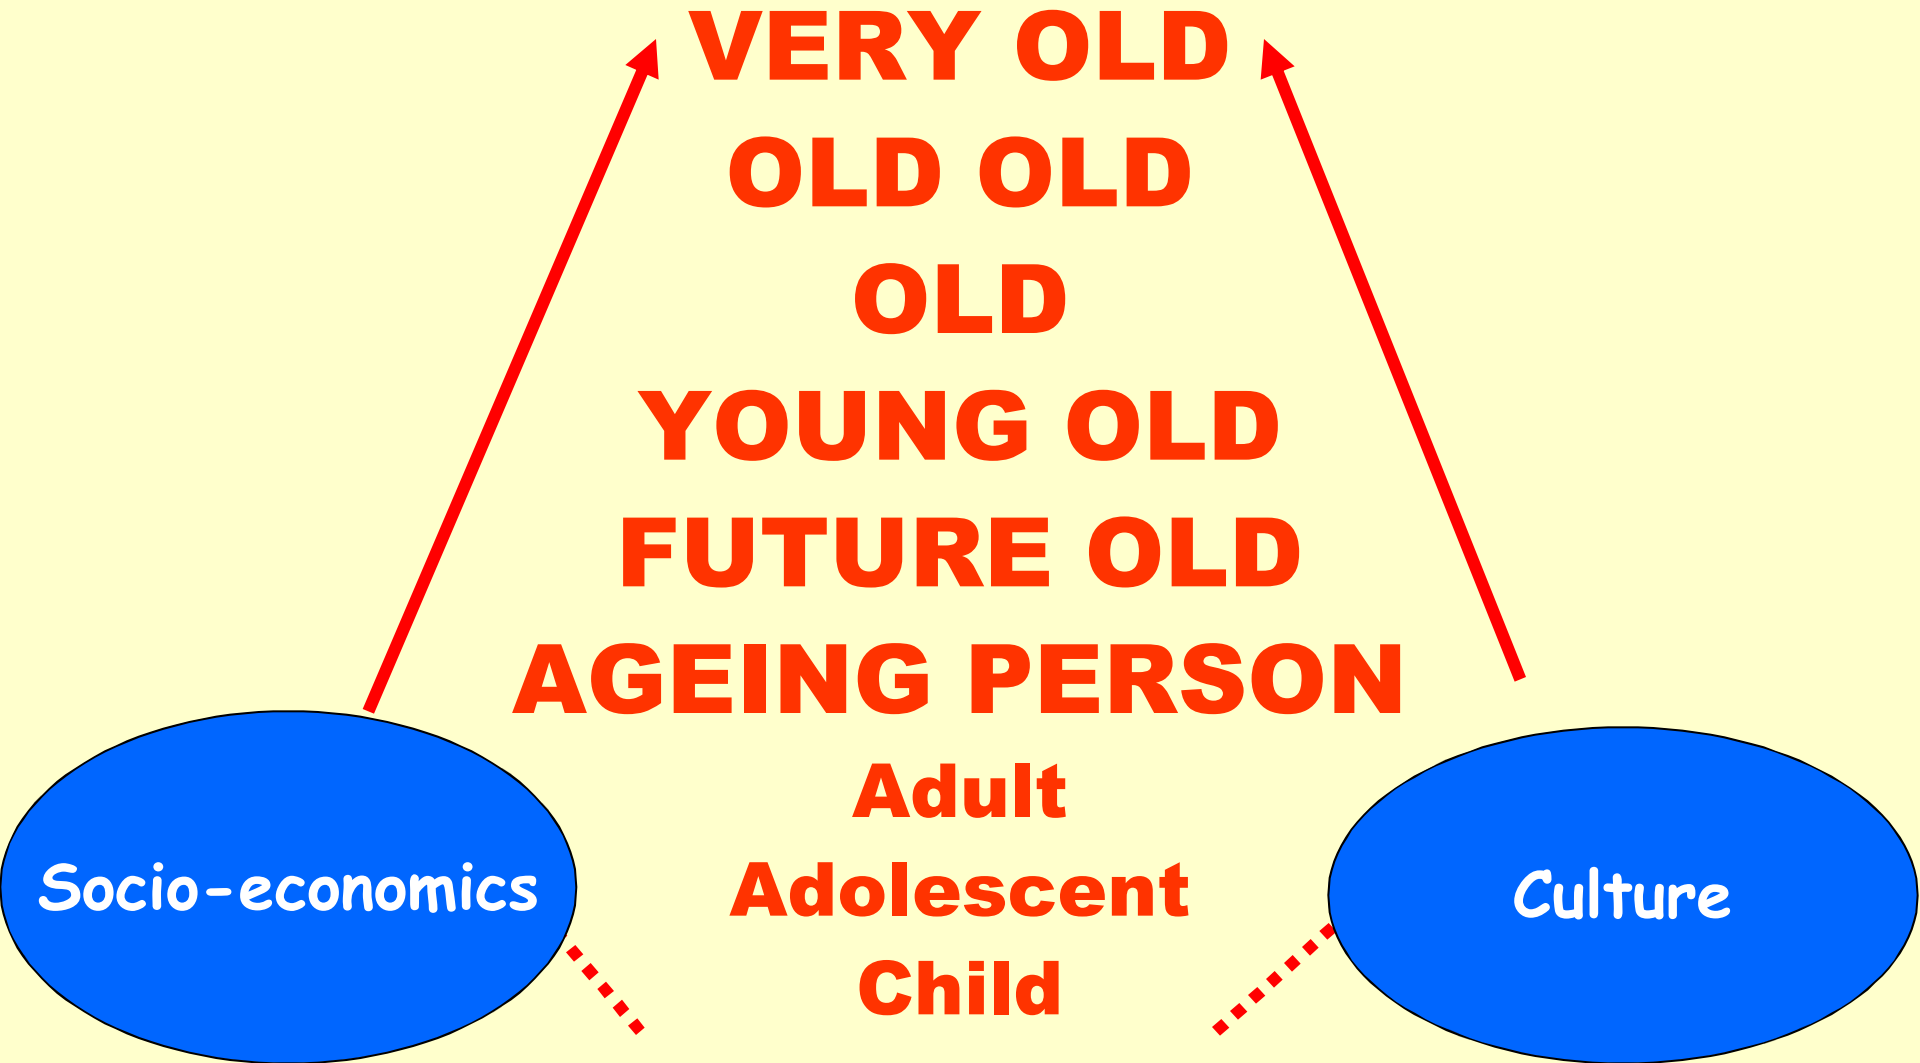 VERY OLD
OLD OLD
OLD
YOUNG OLD
FUTURE OLD
AGEING PERSON
Adult
Adolescent
Child
Socio-economics
Culture